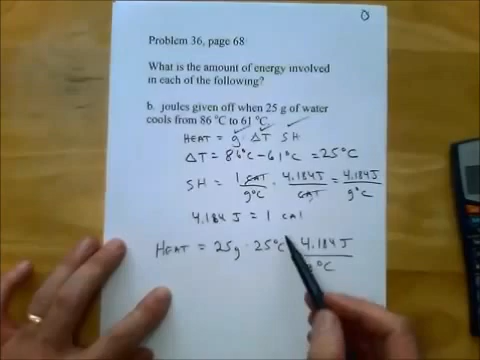 Problem 36, page 68
What is the amount of energy involved
in each of the following?
b. joules given off when 25 g of water
cools from 86 °C to 61 °C
HEAT = g · ΔT SH
ΔT = 86°C - 61°C = 25°C
SH = 1 CAL / g°C · 4.184 J / CAL = 4.184 J / g°C
4.184 J = 1 CAL
HEAT = 25g · 25°C 4.184 J / °C